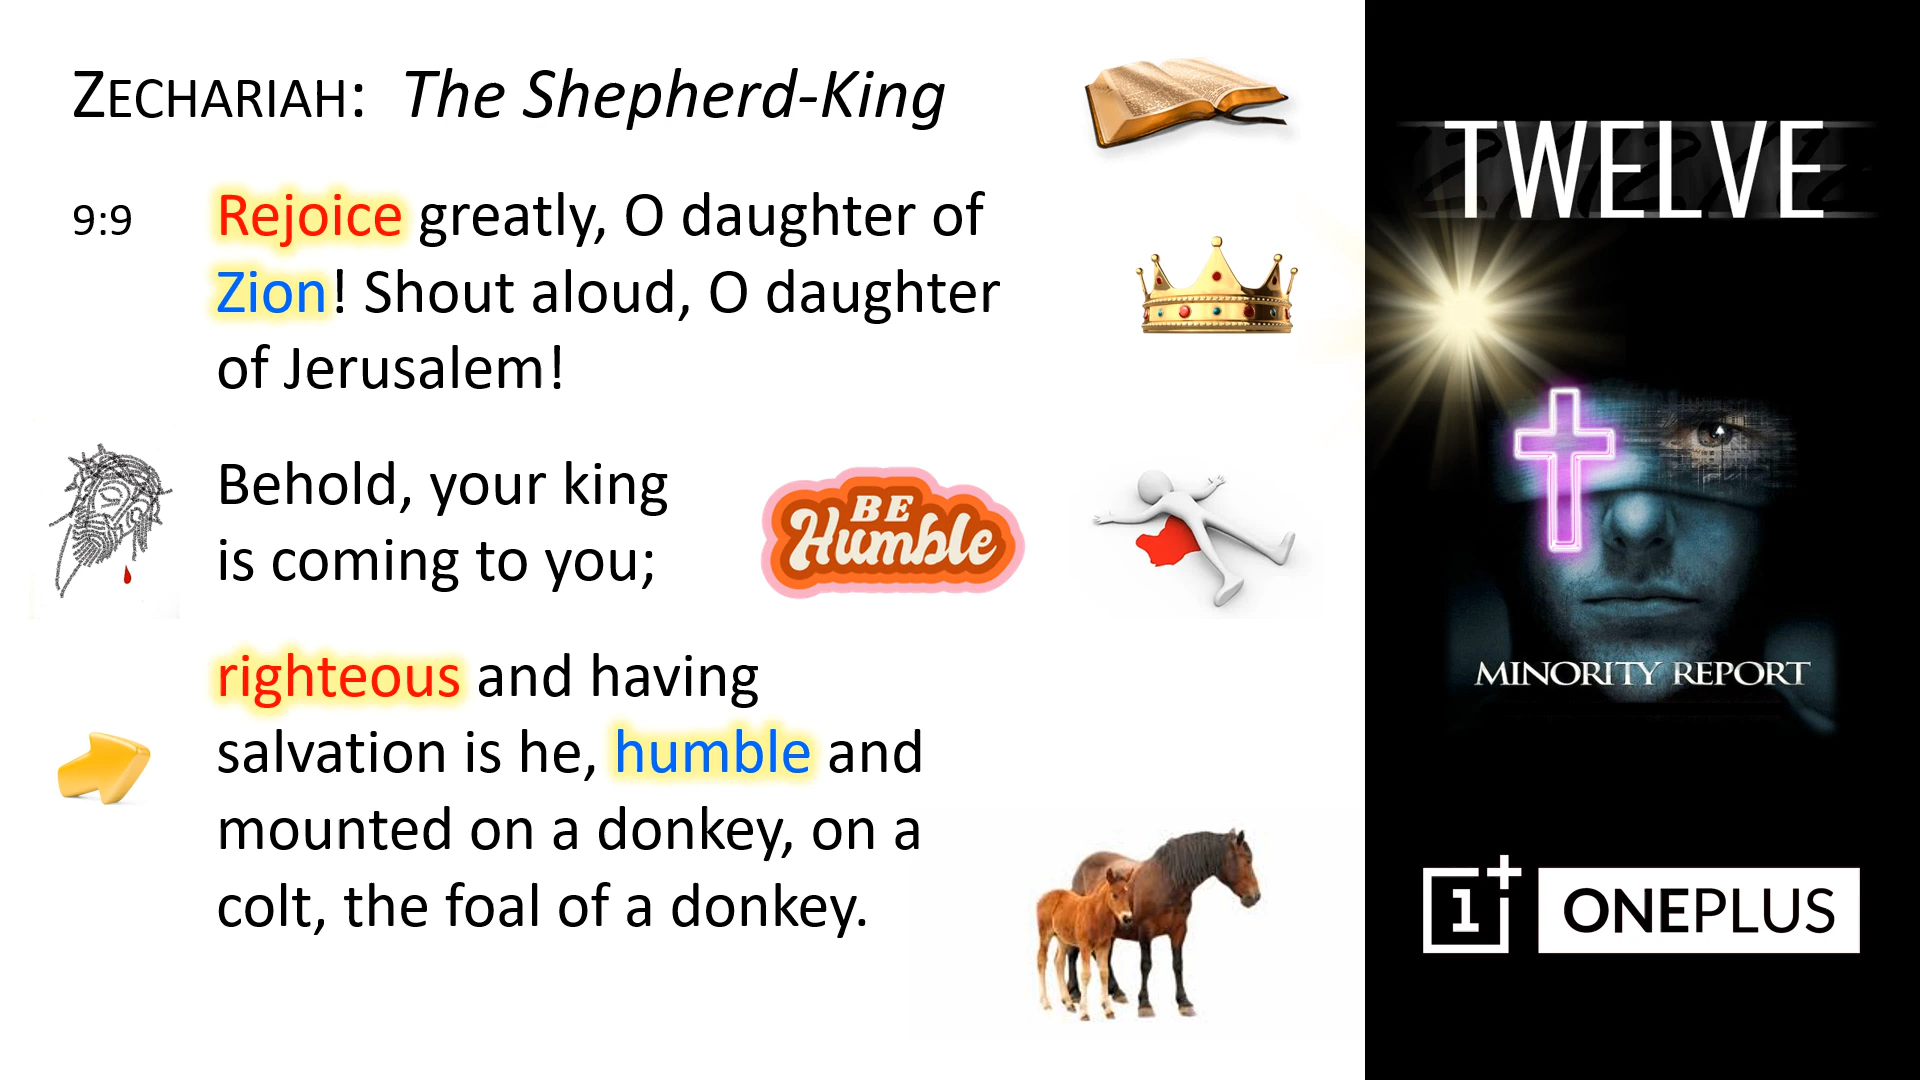 ZECHARIAH: The Shepherd-King
9:9
Rejoice greatly, O daughter of
Zion! Shout aloud, O daughter
of Jerusalem!
Behold, your king
is coming to you;
BE
Humble
righteous and having
salvation is he, humble and
mounted on a donkey, on a
colt, the foal of a donkey.
TWELVE
MINORITY REPORT
1+ ONEPLUS